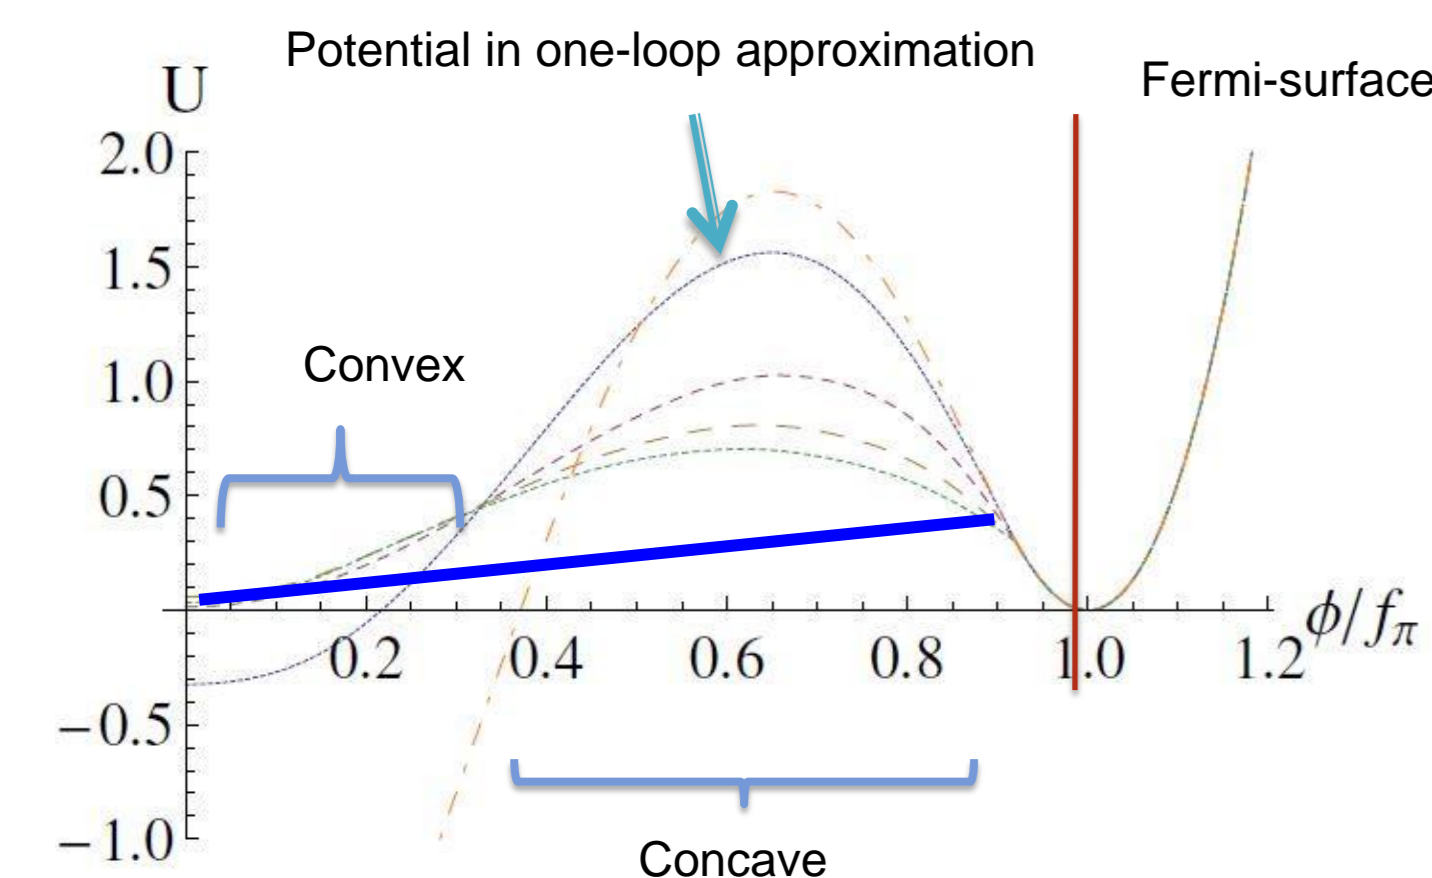 Potential in one-loop approximation
Fermi-surface
U
2.0
1.5
Convex
1.0
0.5
0.2
0.4
0.6
0.8
1.0
1.2
ϕ/fπ
−0.5
−1.0
Concave